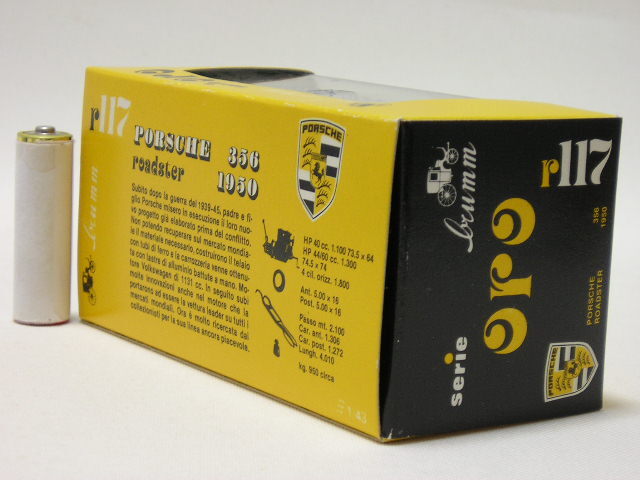 r117
PORSCHE 356
roadster 1950
PORSCHE
brumm
Subito dopo la guerra del 1939-45, padre e fi-
glio Porsche misero in esecuzione il loro nuo-
vo progetto già elaborato prima del conflitto.
Non potendo recuperare sul mercato mondia-
le il materiale necessario, costruirono il telaio
con tubi di ferro e la carrozzeria venne ottenu-
ta con lastre di alluminio battute a mano. Mo-
tore Volkswagen di 1131 cc. In seguito subì
molte innovazioni anche nel motore che la
portarono ad essere la vettura leader su tutti i
mercati mondiali. Ora è molto ricercata dai
collezionisti per la sua linea ancora piacevole.
HP 40 cc. 1.100 73,5 x 64
HP 44/60 cc. 1.300
74,5 x 74
4 cil. orizz. 1,800
Ant. 5.00 x 16
Post. 5.00 x 16
Passo mt. 2.100
Car. ant. 1.306
Car. post. 1,272
Lungh. 4,010
kg. 950 circa
1:43
brumm
r117
serie
oro
356
1950
PORSCHE
ROADSTER
PORSCHE